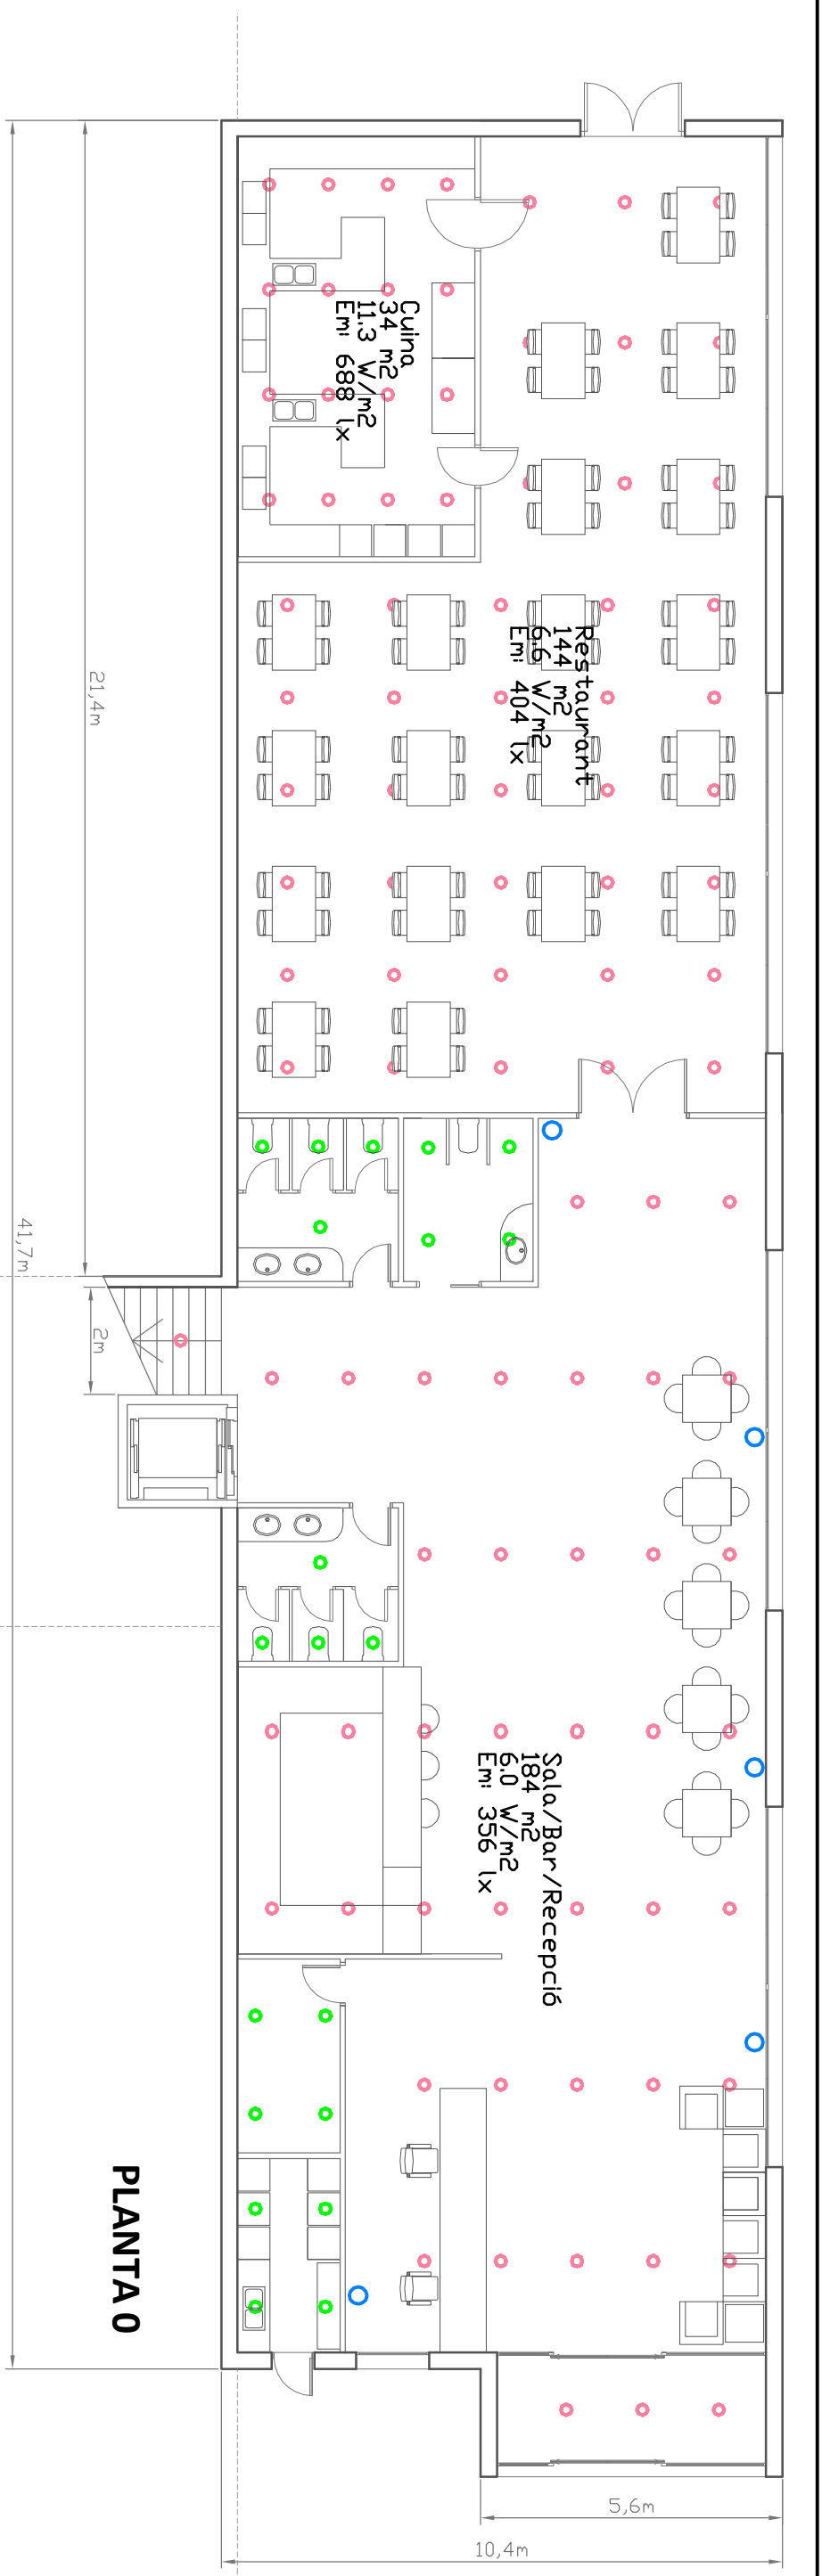 Cuina
34 m2
11.3 W/m2
Em: 688 lx
Restaurant
144 m2
6.6 W/m2
Em: 404 lx
21,4m
41,7m
2m
Sala/Bar/Recepció
184 m2
6.0 W/m2
Em: 356 lx
PLANTA 0
5,6m
10,4m